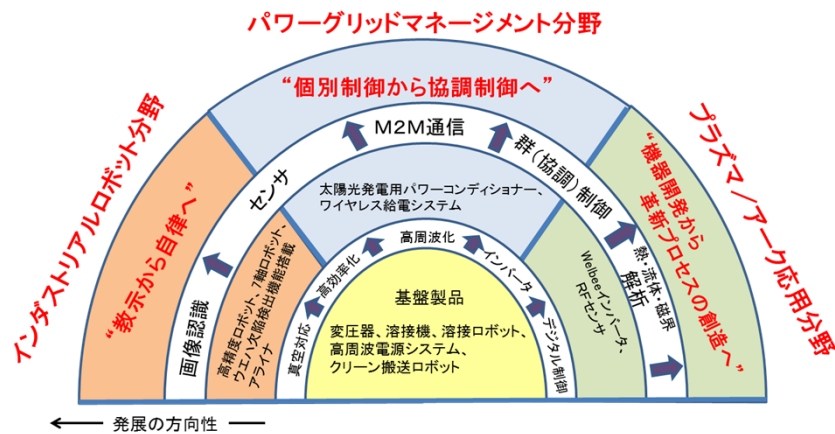 パワーグリッドマネージメント分野
インダストリアルロボット分野
プラズマ／アーク応用分野
“個別制御から協調制御へ”
“教示から自律へ”
“機器開発から
革新プロセスの創造へ”
画像認識
センサ
M2M通信
群(協調)制御
熱・流体・磁界
解析
太陽光発電用パワーコンディショナー、
ワイヤレス給電システム
高精度ロボット、7軸ロボット、
ウエハ欠陥検出機能搭載
アライナ
Welbeeインバータ、
RFセンサ
真空対応
高効率化
高周波化
インバータ
デジタル制御
基盤製品
変圧器、溶接機、溶接ロボット、
高周波電源システム、
クリーン搬送ロボット
発展の方向性